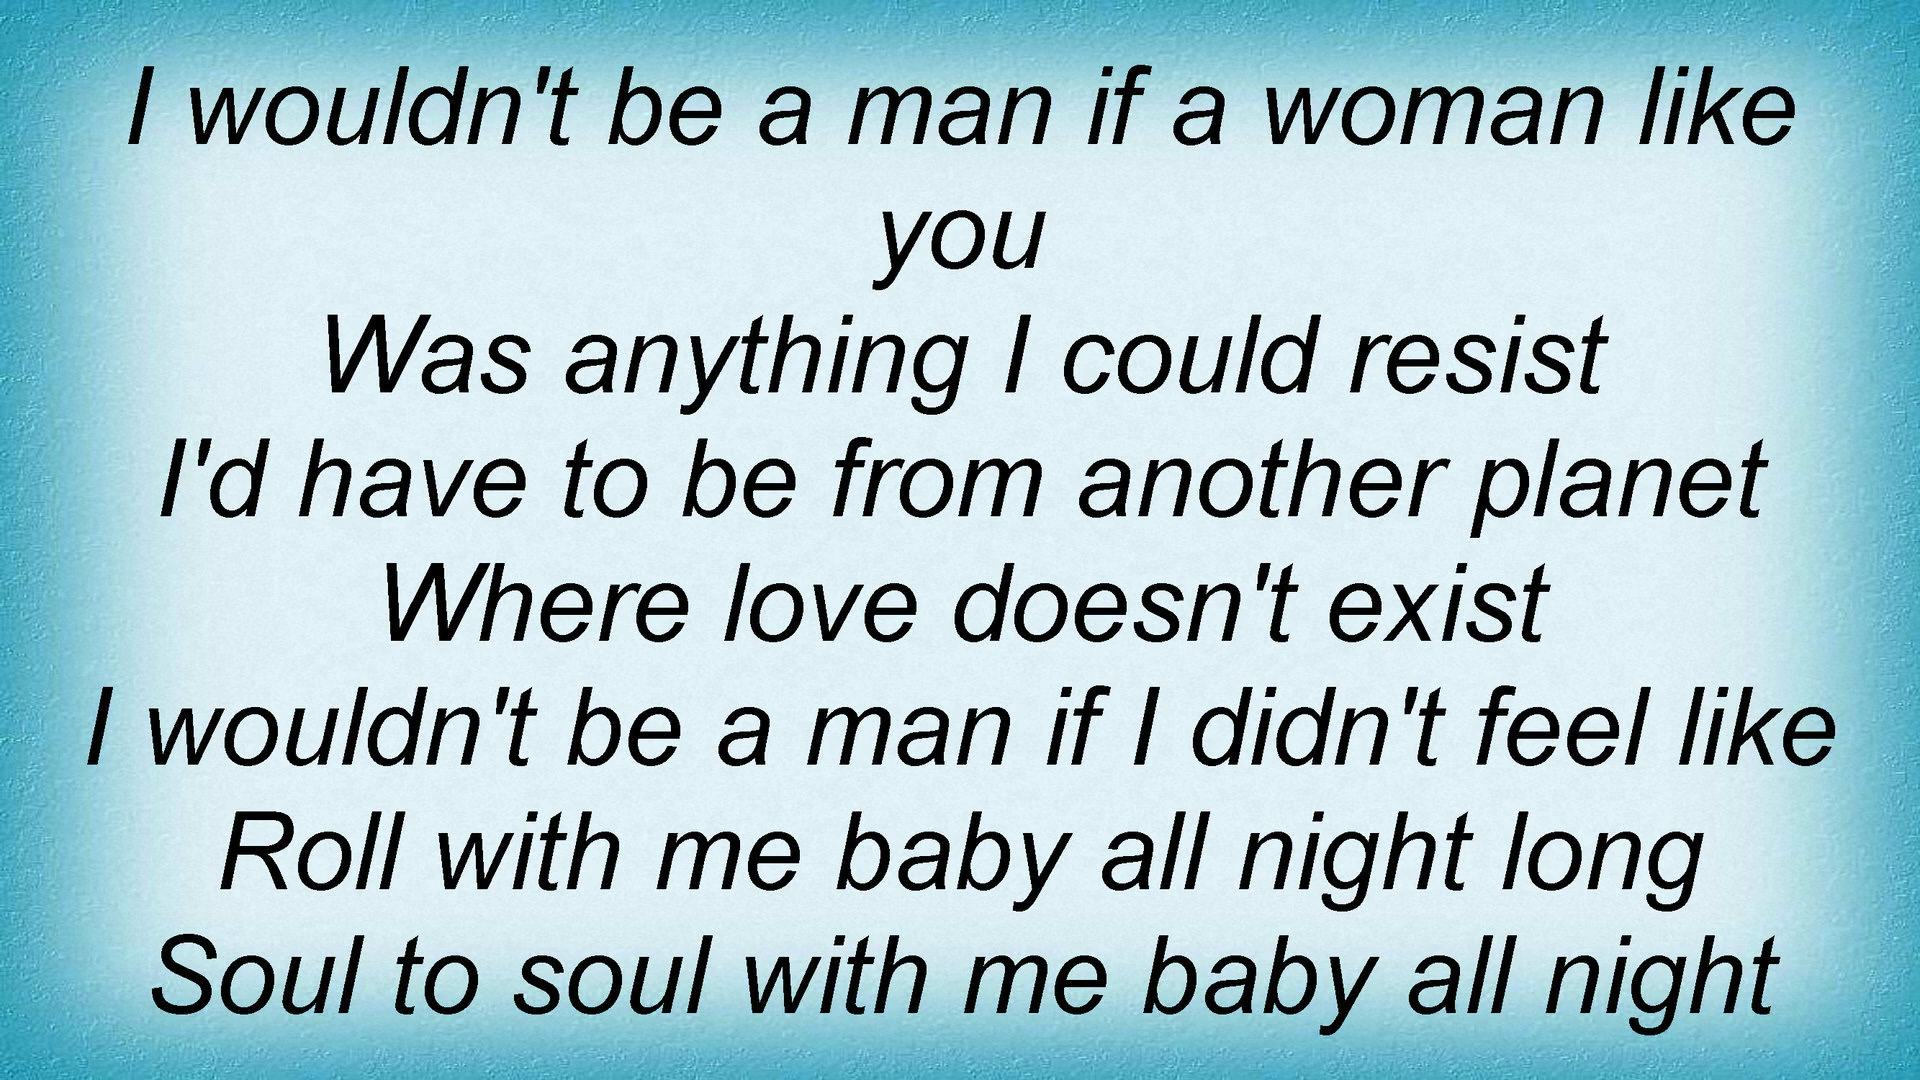 I wouldn't be a man if a woman like
you
Was anything I could resist
I'd have to be from another planet
Where love doesn't exist
I wouldn't be a man if I didn't feel like
Roll with me baby all night long
Soul to soul with me baby all night